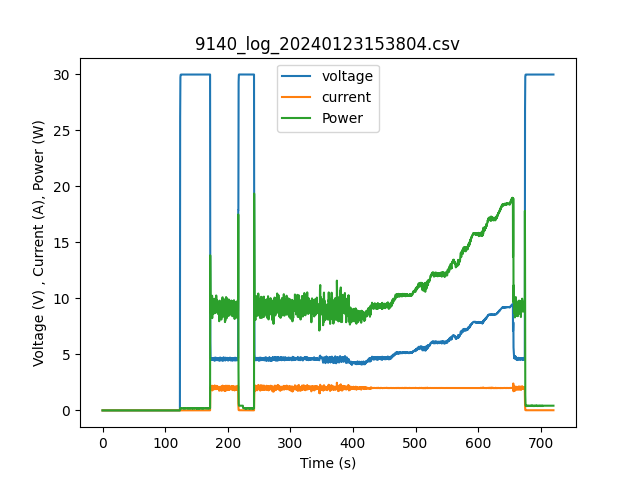 9140_log_20240123153804.csv
voltage
current
Power
30
25
20
15
10
5
0
Voltage (V) , Current (A), Power (W)
0 100 200 300 400 500 600 700
Time (s)